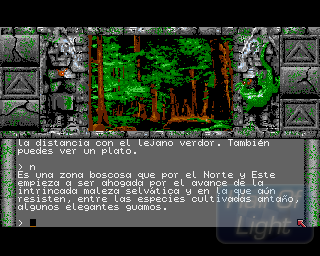 la distancia con el lejano verdor. También
puedes ver un plato.
> n
Es una zona boscosa que por el Norte y Este
empieza a ser ahogada por el avance de la
intrincada maleza selvática y en la que aún
resisten, entre las especies cultivadas antaño,
algunos elegantes guamos.
>
Hall Of
Light